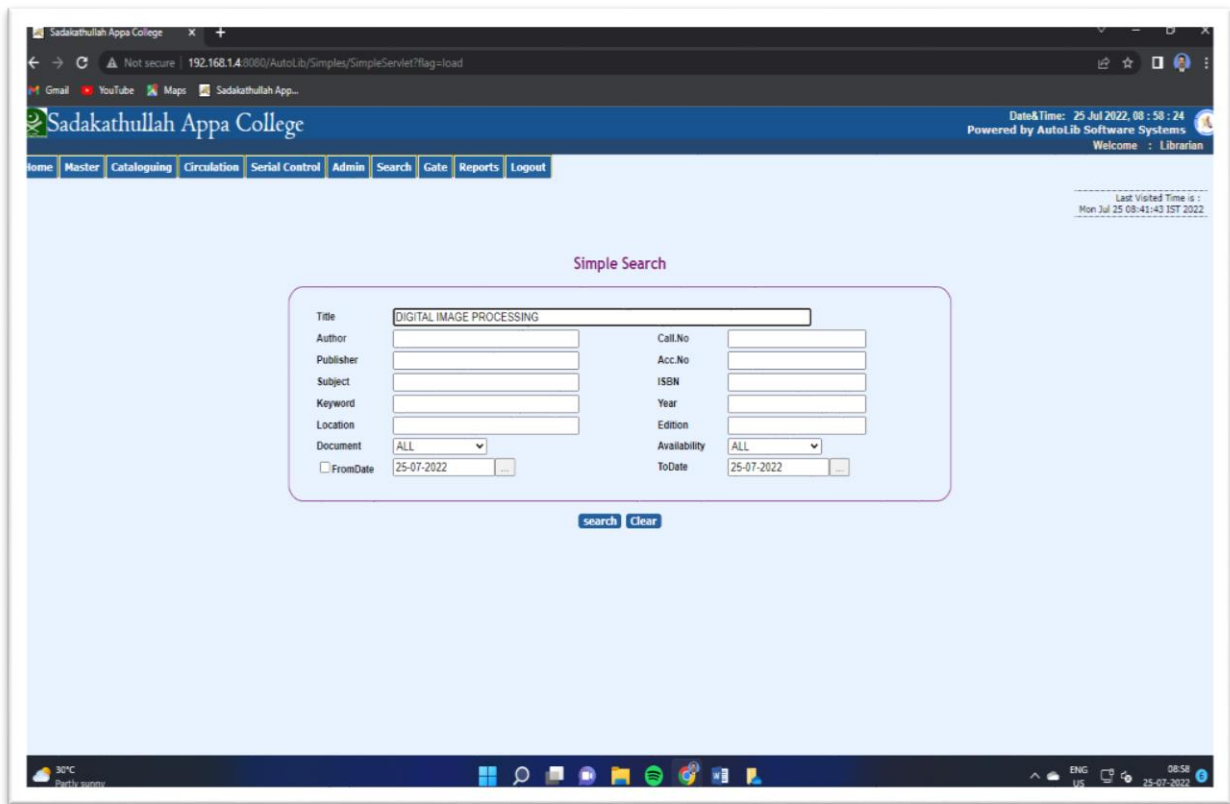 Sadakathullah Appa College
Not secure 192.168.1.4:8080/AutoLib/Simples/SimpleServlet?flag=load
Gmail YouTube Maps Sadakathullah App...
Sadakathullah Appa College
Date&Time: 25 Jul 2022, 08 : 58 : 24
Powered by AutoLib Software Systems
Welcome : Librarian
Home Master Cataloguing Circulation Serial Control Admin Search Gate Reports Logout
Last Visited Time is :
Mon Jul 25 08:41:43 IST 2022
Simple Search
Title DIGITAL IMAGE PROCESSING
Author Call.No
Publisher Acc.No
Subject ISBN
Keyword Year
Location Edition
Document ALL Availability ALL
FromDate 25-07-2022 ... ToDate 25-07-2022 ...
search Clear
30°C
Partly sunny
ENG
US
08:58
25-07-2022